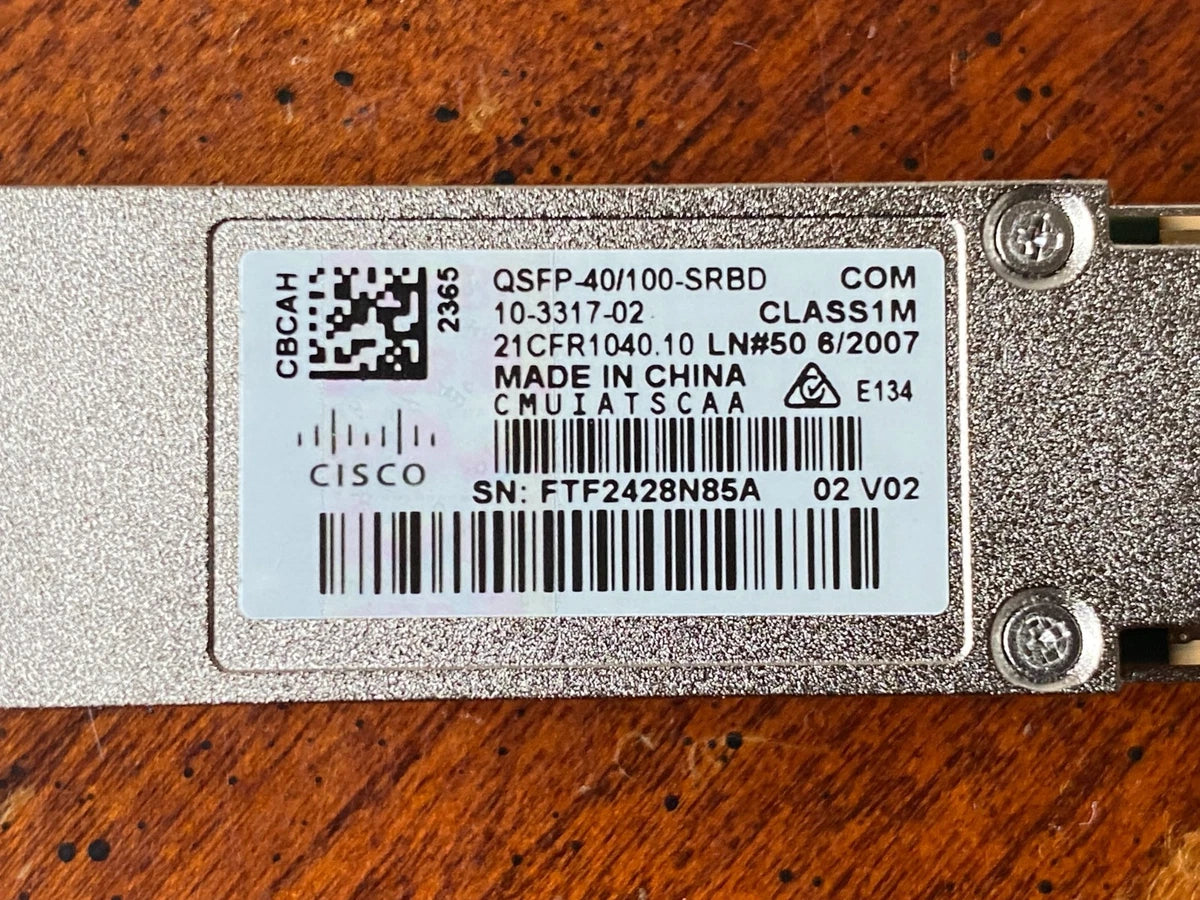 CBCAH
2365
QSFP-40/100-SRBD COM
10-3317-02 CLASS1M
21CFR1040.10 LN#50 6/2007
MADE IN CHINA E134
CMUIATSCAA
CISCO
SN: FTF2428N85A 02 V02